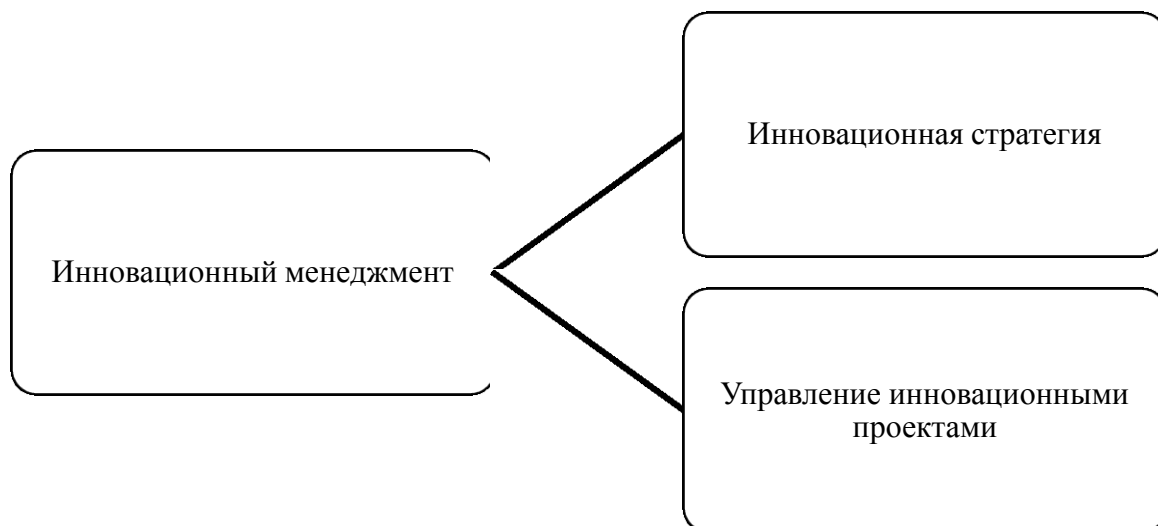 Инновационная стратегия
Инновационный менеджмент
Управление инновационными
проектами